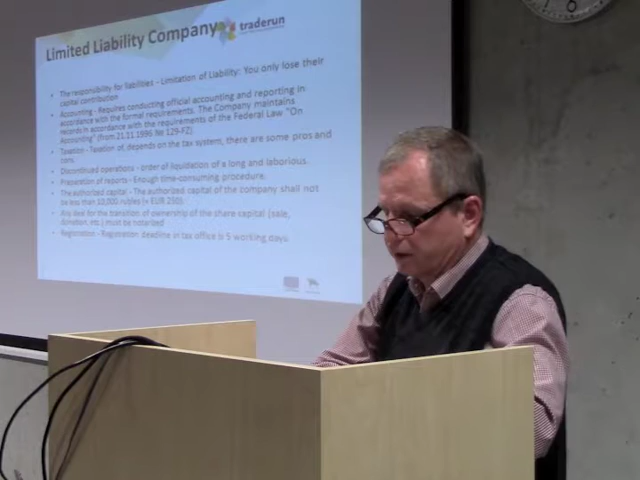 Limited Liability Company
traderun
• The responsibility for liabilities - Limitation of Liability: You only lose their
capital contribution
• Accounting - Requires conducting official accounting and reporting in
accordance with the formal requirements. The Company maintains
records in accordance with the requirements of the Federal Law "On
Accounting" (from 21.11.1996 № 129-FZ)
• Taxation - Taxation of, depends on the tax system, there are some pros and
cons.
• Discontinued operations - order of liquidation of a long and laborious.
• Preparation of reports - Enough time-consuming procedure.
• The authorized capital - The authorized capital of the company shall not
be less than 10,000 rubles (≈ EUR 250);
• Any deal for the transition of ownership of the share capital (sale,
donation, etc.) must be notarized
• Registration - Registration deadline or tax office is 5 working days.
6